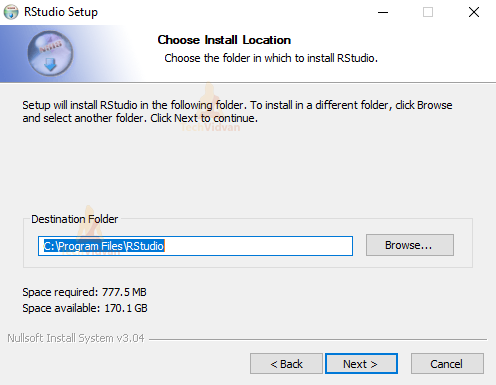 RStudio Setup
Choose Install Location
Choose the folder in which to install RStudio.
Setup will install RStudio in the following folder. To install in a different folder, click Browse
and select another folder. Click Next to continue.
TechVidvan
Destination Folder
C:\Program Files\RStudio
Browse...
Space required: 777.5 MB
Space available: 170.1 GB
Nullsoft Install System v3.04
< Back
Next >
Cancel